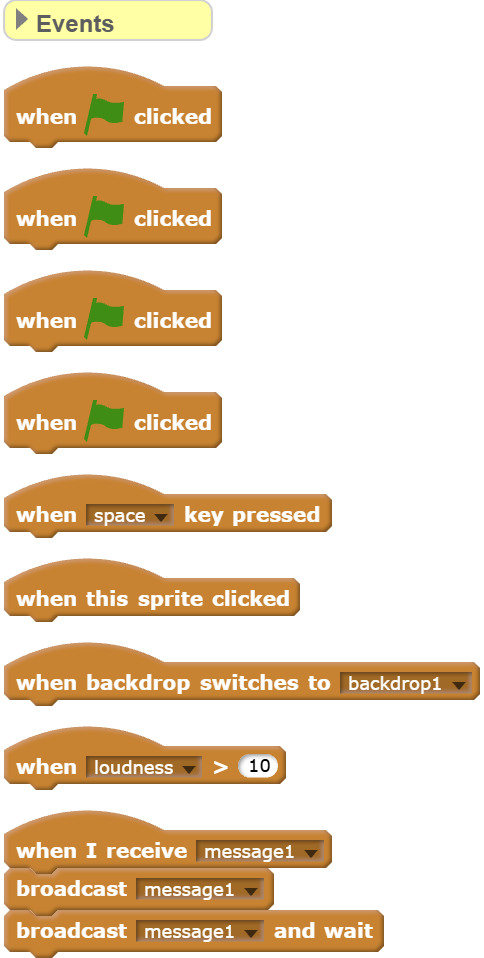 Events
when clicked
when clicked
when clicked
when clicked
when space key pressed
when this sprite clicked
when backdrop switches to backdrop1
when loudness > 10
when I receive message1
broadcast message1
broadcast message1 and wait